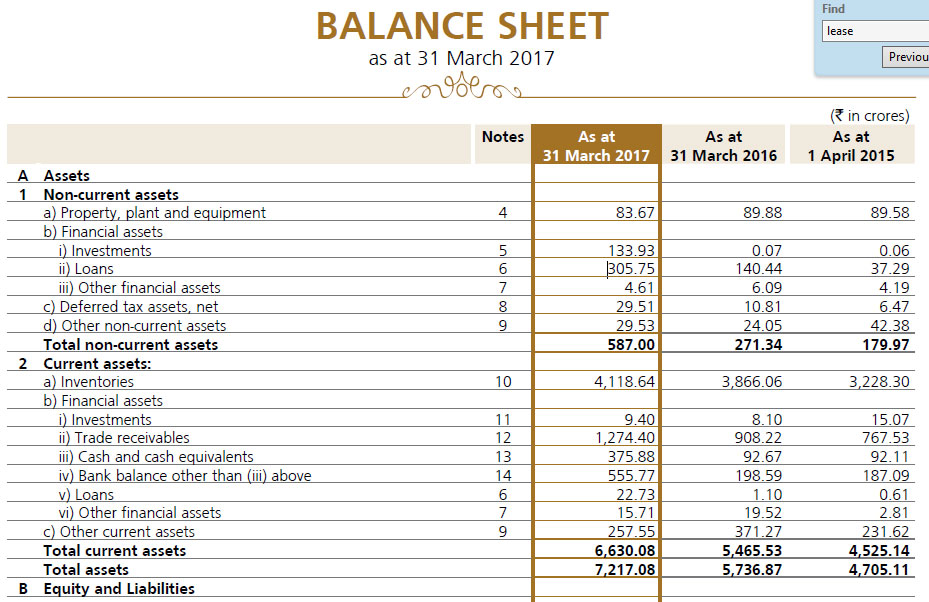 BALANCE SHEET
as at 31 March 2017
Find
lease
Previou
(₹ in crores)
Notes As at 31 March 2017 As at 31 March 2016 As at 1 April 2015
A Assets
1 Non-current assets
a) Property, plant and equipment 4 83.67 89.88 89.58
b) Financial assets
i) Investments 5 133.93 0.07 0.06
ii) Loans 6 305.75 140.44 37.29
iii) Other financial assets 7 4.61 6.09 4.19
c) Deferred tax assets, net 8 29.51 10.81 6.47
d) Other non-current assets 9 29.53 24.05 42.38
Total non-current assets 587.00 271.34 179.97
2 Current assets:
a) Inventories 10 4,118.64 3,866.06 3,228.30
b) Financial assets
i) Investments 11 9.40 8.10 15.07
ii) Trade receivables 12 1,274.40 908.22 767.53
iii) Cash and cash equivalents 13 375.88 92.67 92.11
iv) Bank balance other than (iii) above 14 555.77 198.59 187.09
v) Loans 6 22.73 1.10 0.61
vi) Other financial assets 7 15.71 19.52 2.81
c) Other current assets 9 257.55 371.27 231.62
Total current assets 6,630.08 5,465.53 4,525.14
Total assets 7,217.08 5,736.87 4,705.11
B Equity and Liabilities